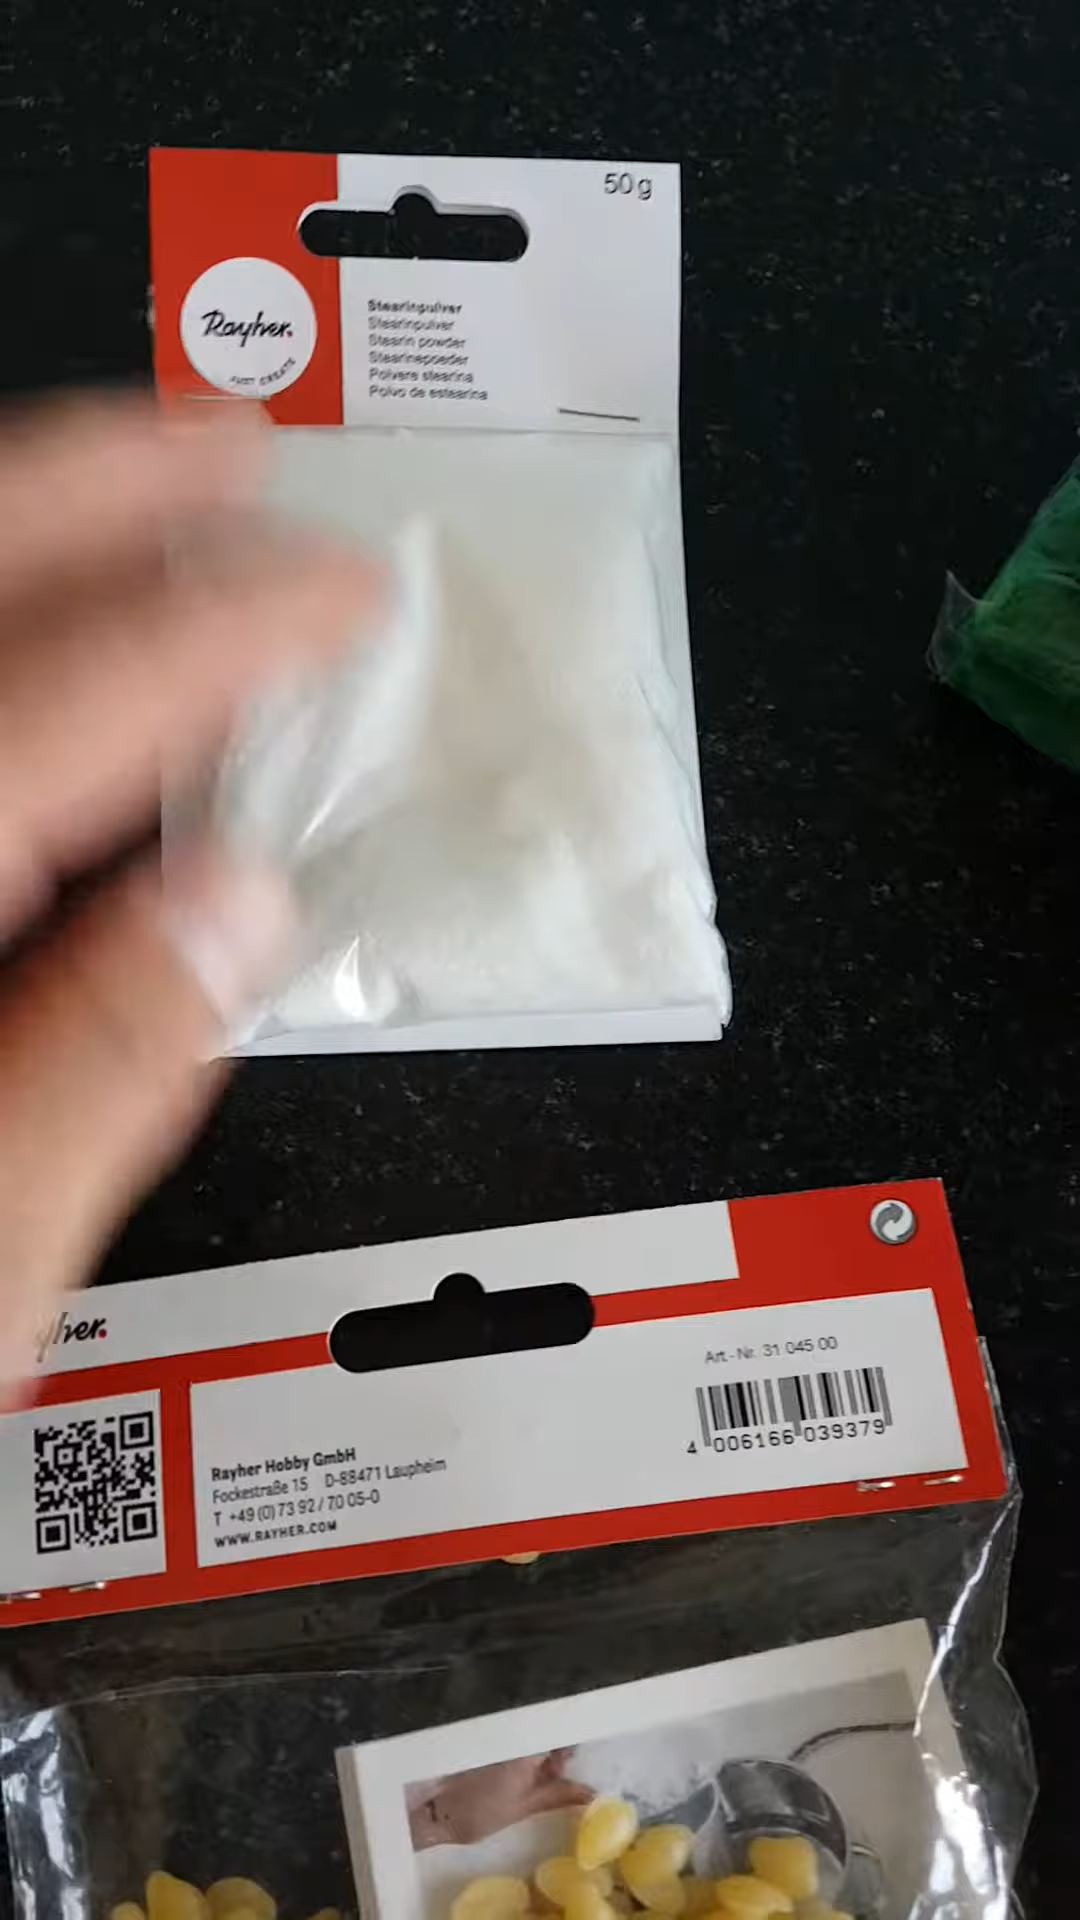 50 g
Rayher.
JUST CREATE
Stearinpulver
Stearinpulver
Stearin powder
Stearinepoeder
Polvere stearina
Polvo de estearina
yher.
Art.-Nr. 31 045 00
4 006166 039379
Rayher Hobby GmbH
Fockestraße 15 D-88471 Laupheim
T +49 (0) 73 92 / 70 05-0
WWW.RAYHER.COM
1.